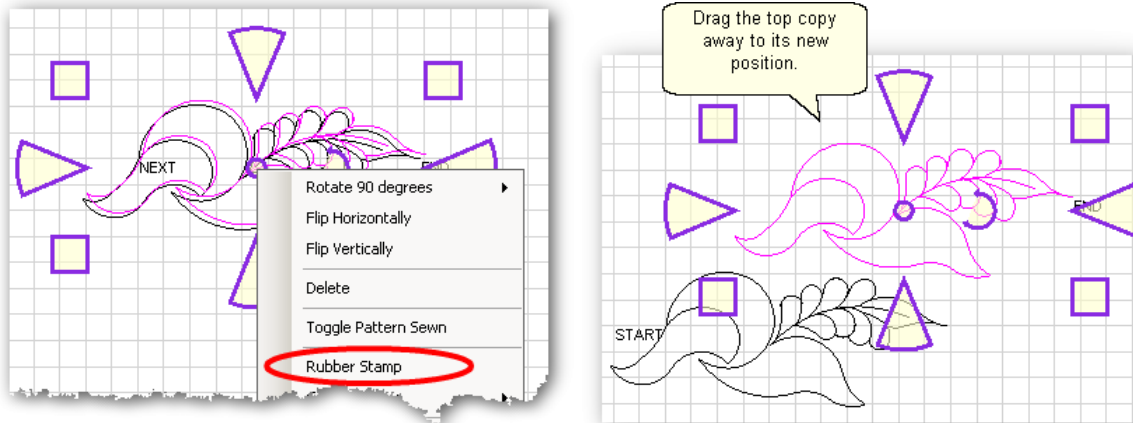 NEXT
END
Rotate 90 degrees
Flip Horizontally
Flip Vertically
Delete
Toggle Pattern Sewn
Rubber Stamp
Drag the top copy
away to its new
position.
END
START